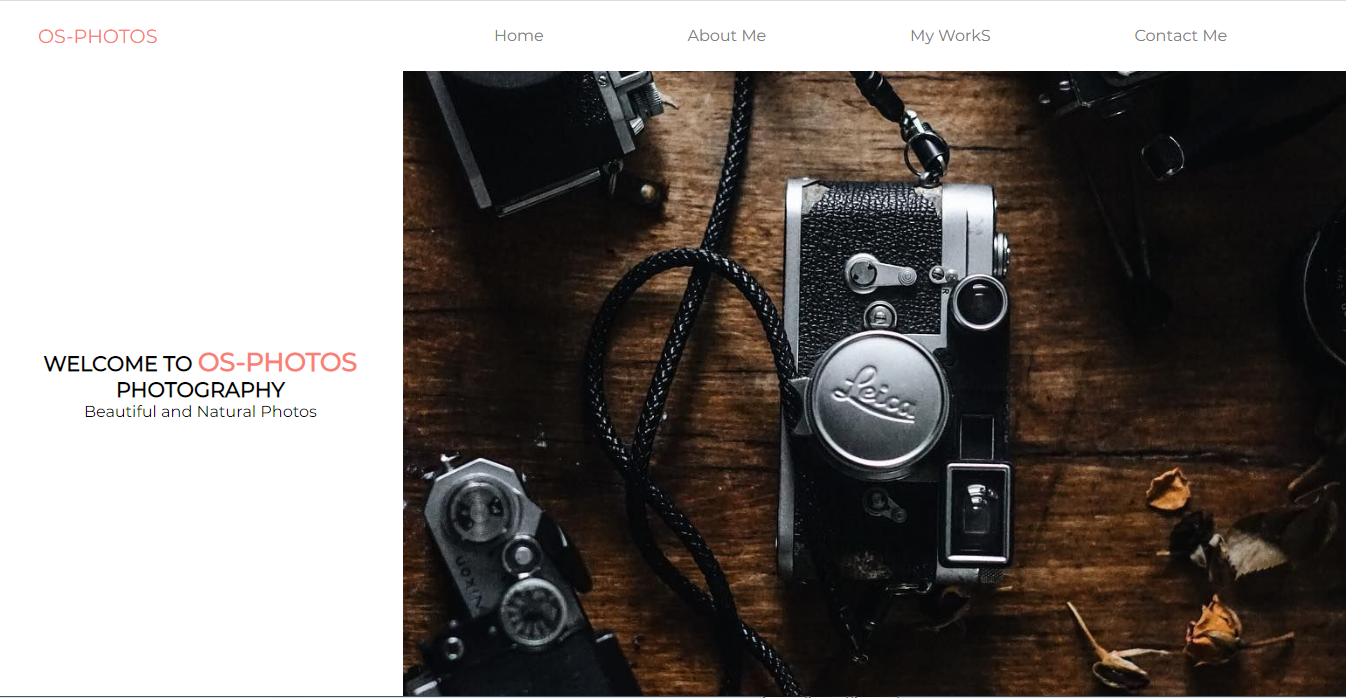 OS-PHOTOS
Home
About Me
My WorkS
Contact Me
WELCOME TO OS-PHOTOS
PHOTOGRAPHY
Beautiful and Natural Photos
Leica
Nikon